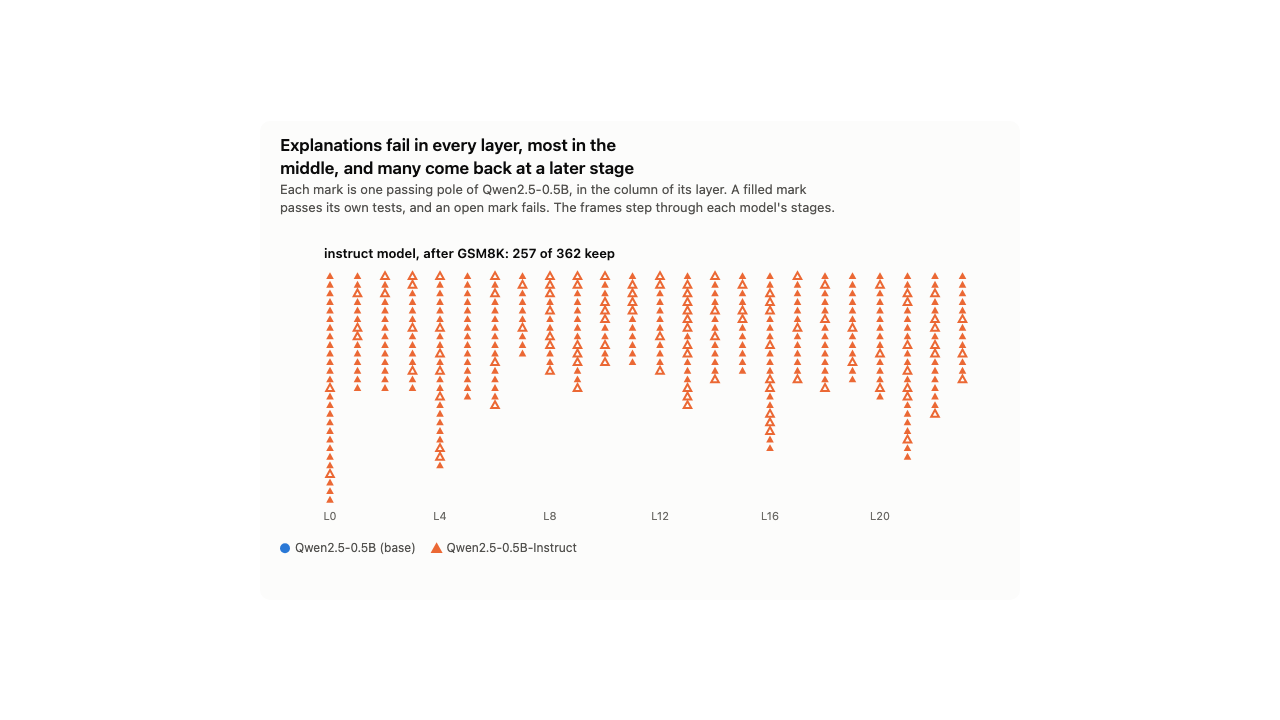 Explanations fail in every layer, most in the
middle, and many come back at a later stage
Each mark is one passing pole of Qwen2.5-0.5B, in the column of its layer. A filled mark
passes its own tests, and an open mark fails. The frames step through each model's stages.
instruct model, after GSM8K: 257 of 362 keep
L0 L4 L8 L12 L16 L20
Qwen2.5-0.5B (base) Qwen2.5-0.5B-Instruct